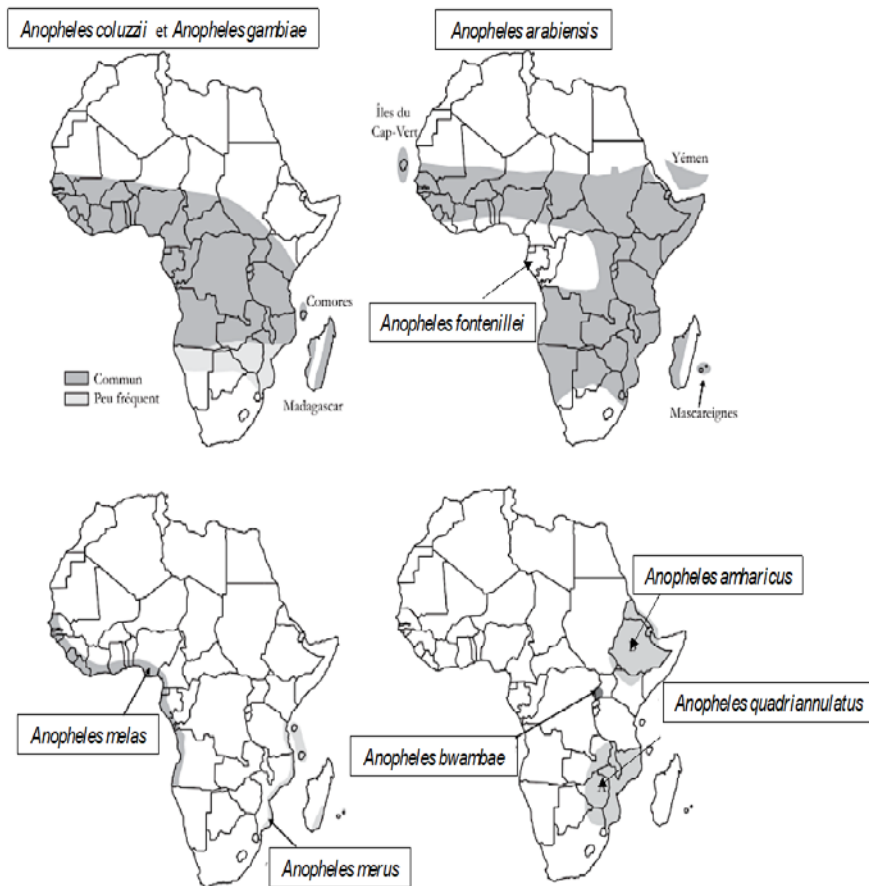 Anopheles coluzzii et Anopheles gambiae
Anopheles arabiensis
Îles du
Cap-Vert
Yémen
Anopheles fontenillei
Comores
Commun
Peu fréquent
Madagascar
Mascareignes
Anopheles amharicus
B
Anopheles quadriannulatus
Anopheles melas
Anopheles bwambae
A
Anopheles merus